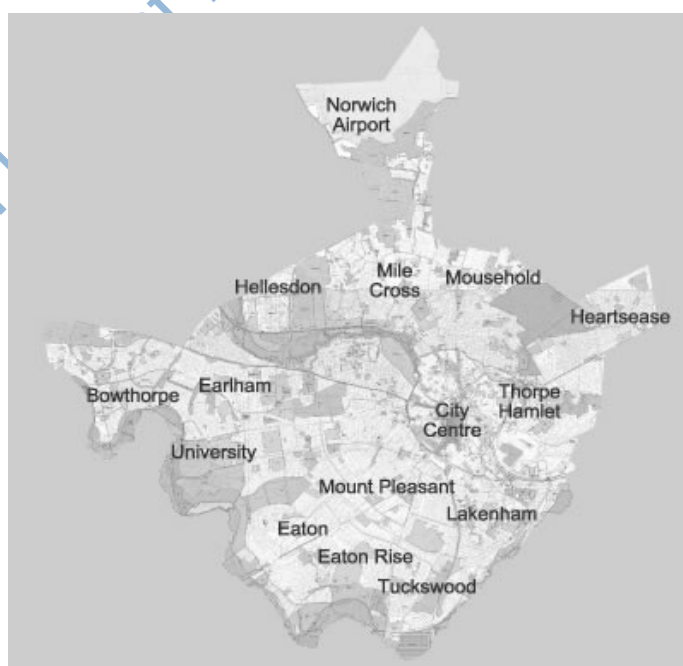 Norwich
Airport
Mile
Cross
Mousehold
Hellesdon
Heartsease
Bowthorpe
Earlham
Thorpe
Hamlet
City
Centre
University
Mount Pleasant
Lakenham
Eaton
Eaton Rise
Tuckswood